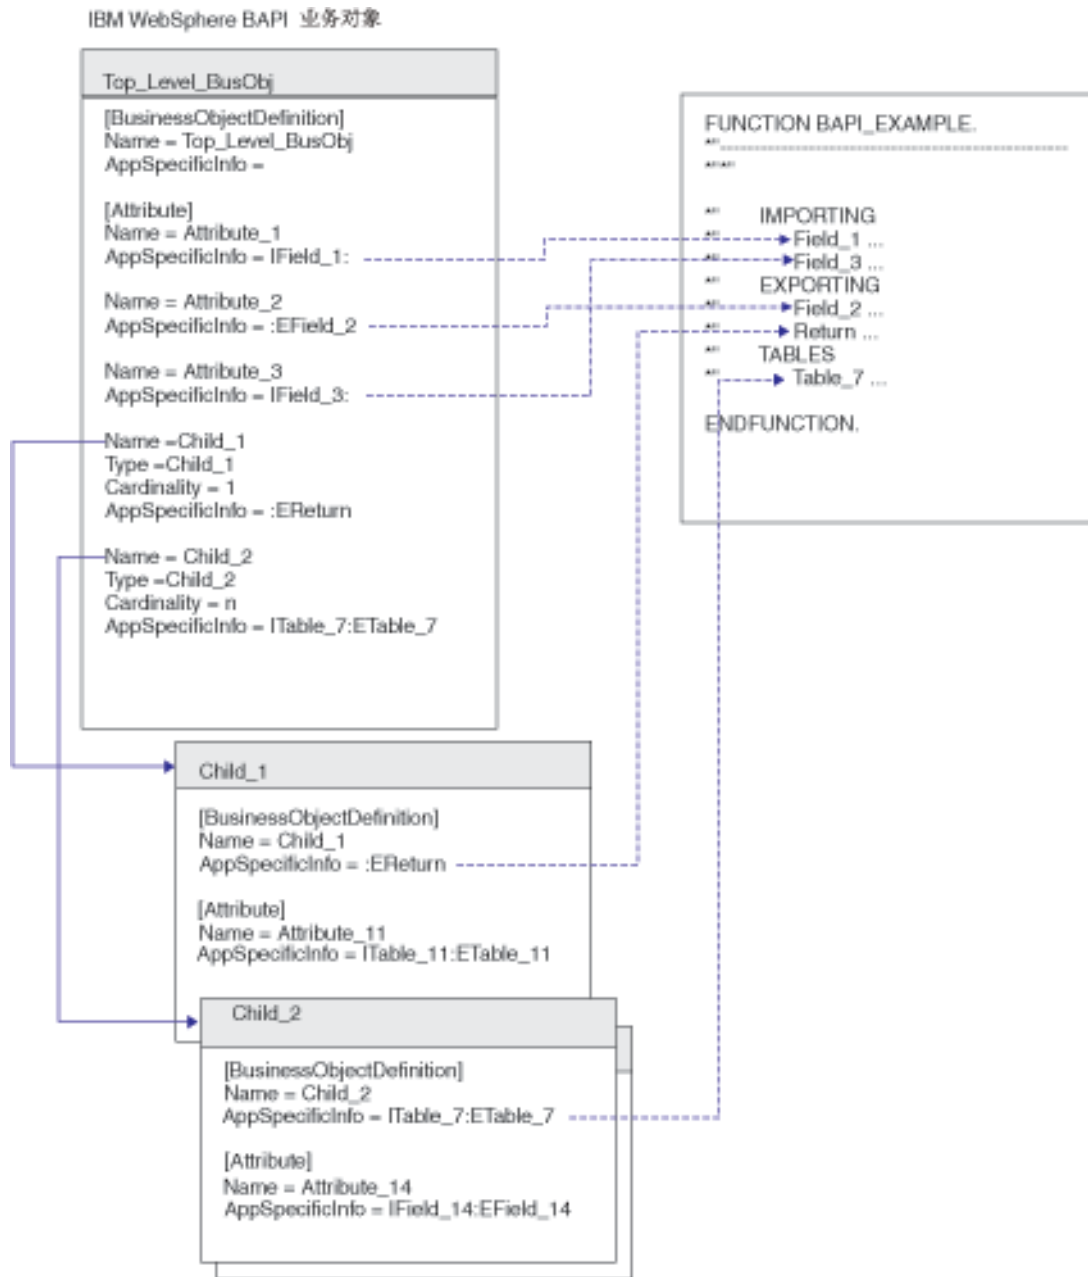 IBM WebSphere BAPI 业务对象
Top_Level_BusObj
[BusinessObjectDefinition]
Name = Top_Level_BusObj
AppSpecificInfo =
[Attribute]
Name = Attribute_1
AppSpecificInfo = IField_1:
Name = Attribute_2
AppSpecificInfo = :EField_2
Name = Attribute_3
AppSpecificInfo = IField_3:
Name =Child_1
Type =Child_1
Cardinality = 1
AppSpecificInfo = :EReturn
Name = Child_2
Type =Child_2
Cardinality = n
AppSpecificInfo = ITable_7:ETable_7
FUNCTION BAPI_EXAMPLE.
IMPORTING
Field_1 ...
Field_3 ...
EXPORTING
Field_2 ...
Return ...
TABLES
Table_7 ...
ENDFUNCTION.
Child_1
[BusinessObjectDefinition]
Name = Child_1
AppSpecificInfo = :EReturn
[Attribute]
Name = Attribute_11
AppSpecificInfo = ITable_11:ETable_11
Child_2
[BusinessObjectDefinition]
Name = Child_2
AppSpecificInfo = ITable_7:ETable_7
[Attribute]
Name = Attribute_14
AppSpecificInfo = IField_14:EField_14